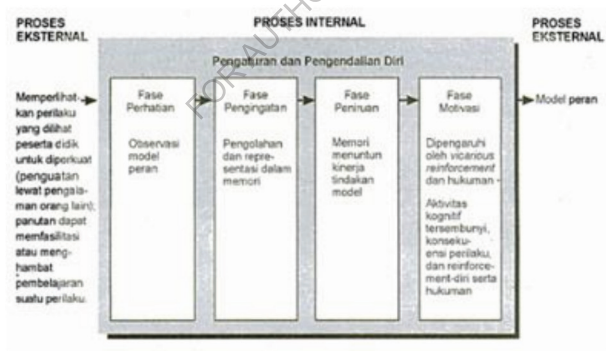 PROSES
EKSTERNAL
PROSES INTERNAL
PROSES
EKSTERNAL
Pengaturan dan Pengendalian Diri
Memperlihat-
kan perilaku
yang dilihat
peserta didik
untuk diperkuat
(penguatan
lewat pengala-
man orang lain);
panutan dapat
memfasilitasi
atau meng-
hambat
pembelajaran
suatu perilaku.
Fase
Perhatian
Observasi
model
peran
Fase
Pengingatan
Pengolahan
dan repre-
sentasi dalam
memori
Fase
Peniruan
Memori
menuntun
kinerja
tindakan
model
Fase
Motivasi
Dipengaruhi
oleh vicarious
reinforcement
dan hukuman -
Aktivitas
kognitif
tersembunyi,
konseku-
ensi perilaku,
dan reinforce-
ment-diri serta
hukuman
Model peran
FOR AUTHO